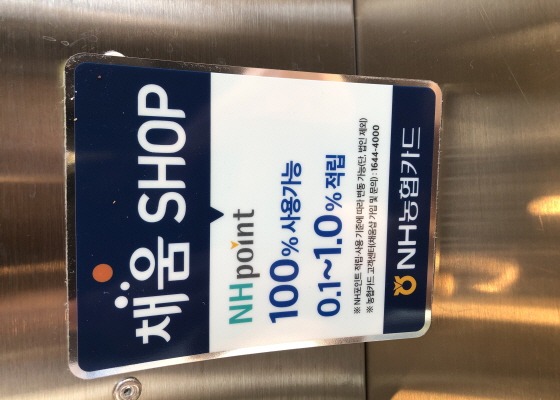 채움 SHOP
NHpoint
100% 사용가능
0.1~1.0% 적립
※ NH포인트 적립·사용 기준에 따라 변동 가능(단, 법인 제외)
※ 농협카드 고객센터(채움샵 가입 및 문의) : 1644-4000
NH농협카드